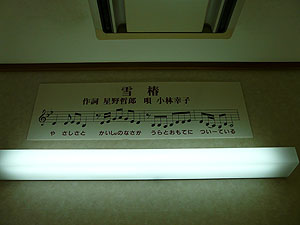 雪椿
作詞 星野哲郎 唄 小林幸子
や さしさと かいしょのなさが うらとおもてに ついーている